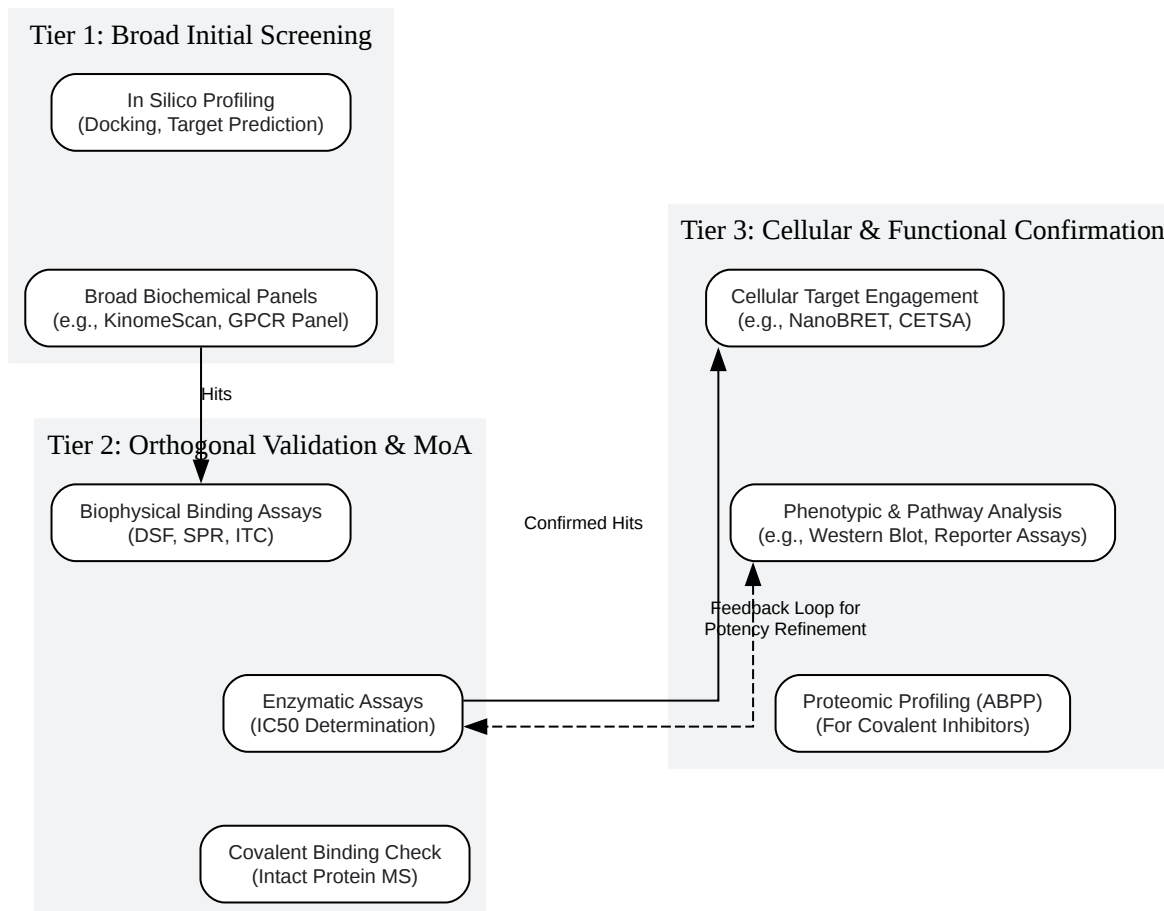 Tier 1: Broad Initial Screening
In Silico Profiling
(Docking, Target Prediction)
Broad Biochemical Panels
(e.g., KinomeScan, GPCR Panel)
Hits
Tier 2: Orthogonal Validation & MoA
Biophysical Binding Assays
(DSF, SPR, ITC)
Enzymatic Assays
(IC50 Determination)
Covalent Binding Check
(Intact Protein MS)
Confirmed Hits
Tier 3: Cellular & Functional Confirmation
Cellular Target Engagement
(e.g., NanoBRET, CETSA)
Phenotypic & Pathway Analysis
(e.g., Western Blot, Reporter Assays)
Feedback Loop for
Potency Refinement
Proteomic Profiling (ABPP)
(For Covalent Inhibitors)